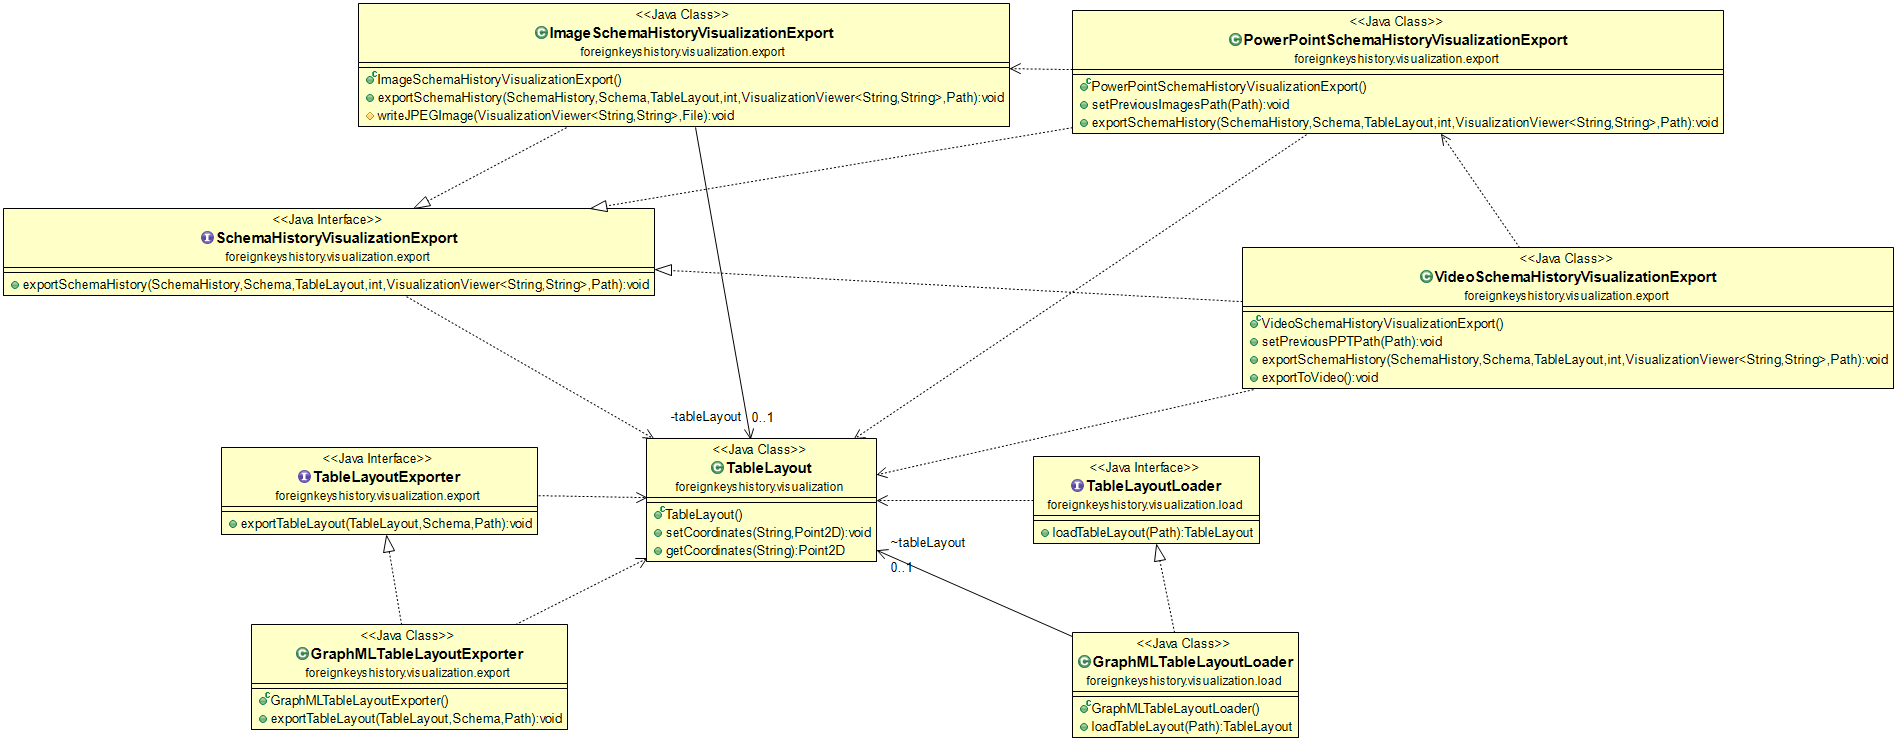 <<Java Class>>
ImageSchemaHistoryVisualizationExport
foreignkeyshistory.visualization.export
ImageSchemaHistoryVisualizationExport()
exportSchemaHistory(SchemaHistory,Schema,TableLayout,int,VisualizationViewer<String,String>,Path):void
writeJPEGImage(VisualizationViewer<String,String>,File):void
<<Java Class>>
PowerPointSchemaHistoryVisualizationExport
foreignkeyshistory.visualization.export
PowerPointSchemaHistoryVisualizationExport()
setPreviousImagesPath(Path):void
exportSchemaHistory(SchemaHistory,Schema,TableLayout,int,VisualizationViewer<String,String>,Path):void
<<Java Interface>>
SchemaHistoryVisualizationExport
foreignkeyshistory.visualization.export
exportSchemaHistory(SchemaHistory,Schema,TableLayout,int,VisualizationViewer<String,String>,Path):void
<<Java Class>>
VideoSchemaHistoryVisualizationExport
foreignkeyshistory.visualization.export
VideoSchemaHistoryVisualizationExport()
setPreviousPPTPath(Path):void
exportSchemaHistory(SchemaHistory,Schema,TableLayout,int,VisualizationViewer<String,String>,Path):void
exportToVideo():void
-tableLayout 0..1
<<Java Interface>>
TableLayoutExporter
foreignkeyshistory.visualization.export
exportTableLayout(TableLayout,Schema,Path):void
<<Java Class>>
TableLayout
foreignkeyshistory.visualization
TableLayout()
setCoordinates(String,Point2D):void
getCoordinates(String):Point2D
<<Java Interface>>
TableLayoutLoader
foreignkeyshistory.visualization.load
loadTableLayout(Path):TableLayout
~tableLayout
0..1
<<Java Class>>
GraphMLTableLayoutExporter
foreignkeyshistory.visualization.export
GraphMLTableLayoutExporter()
exportTableLayout(TableLayout,Schema,Path):void
<<Java Class>>
GraphMLTableLayoutLoader
foreignkeyshistory.visualization.load
GraphMLTableLayoutLoader()
loadTableLayout(Path):TableLayout